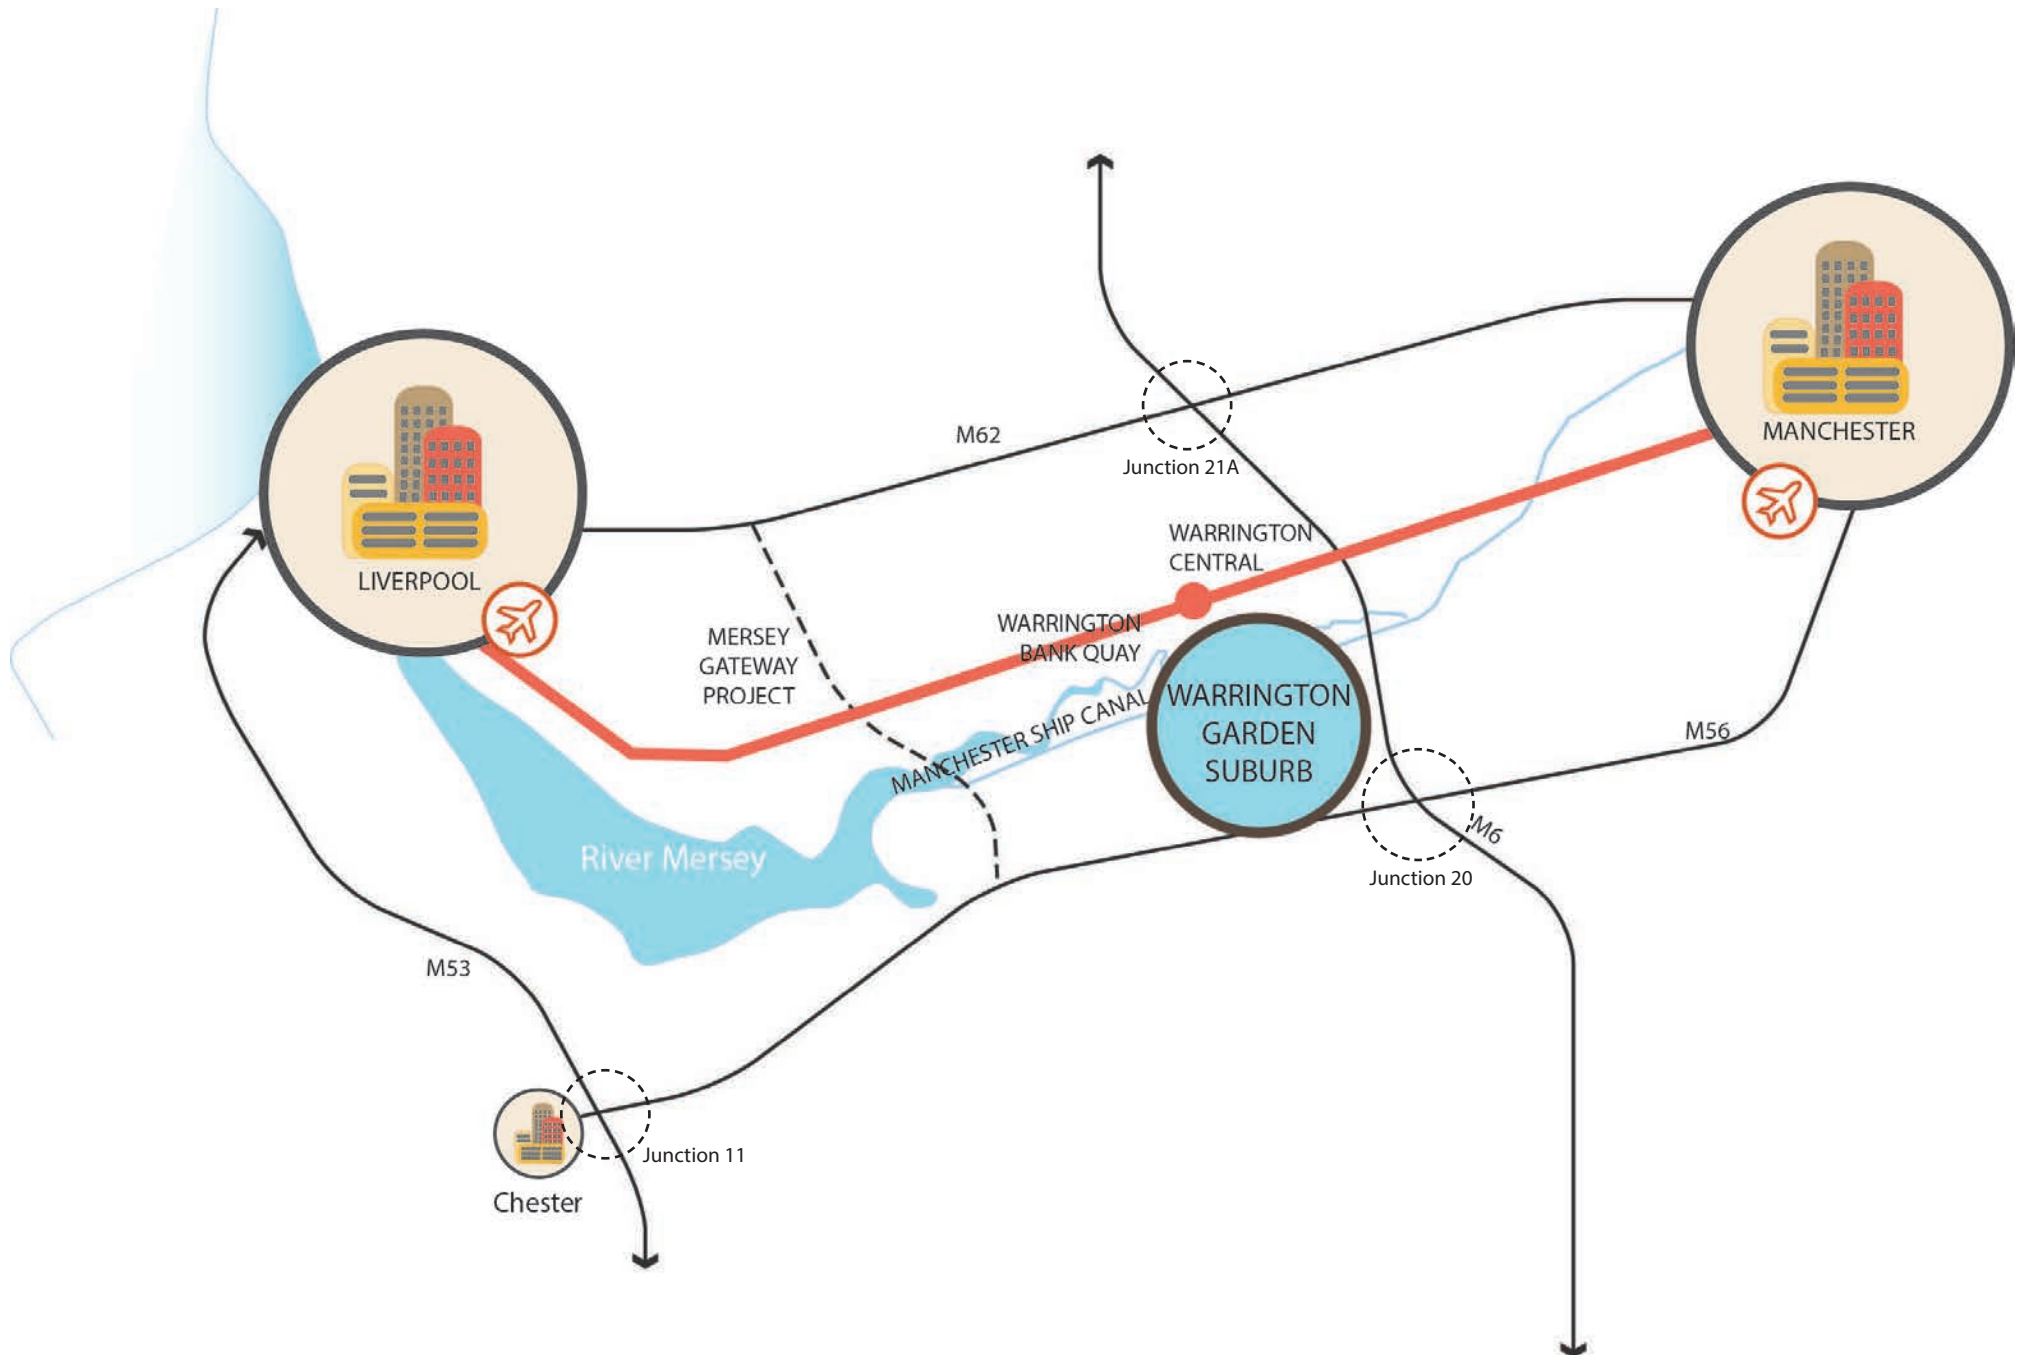 MANCHESTER
M62
Junction 21A
WARRINGTON
CENTRAL
LIVERPOOL
WARRINGTON
BANK QUAY
MERSEY
GATEWAY
PROJECT
MANCHESTER SHIP CANAL
WARRINGTON
GARDEN
SUBURB
M56
M6
River Mersey
Junction 20
M53
Junction 11
Chester